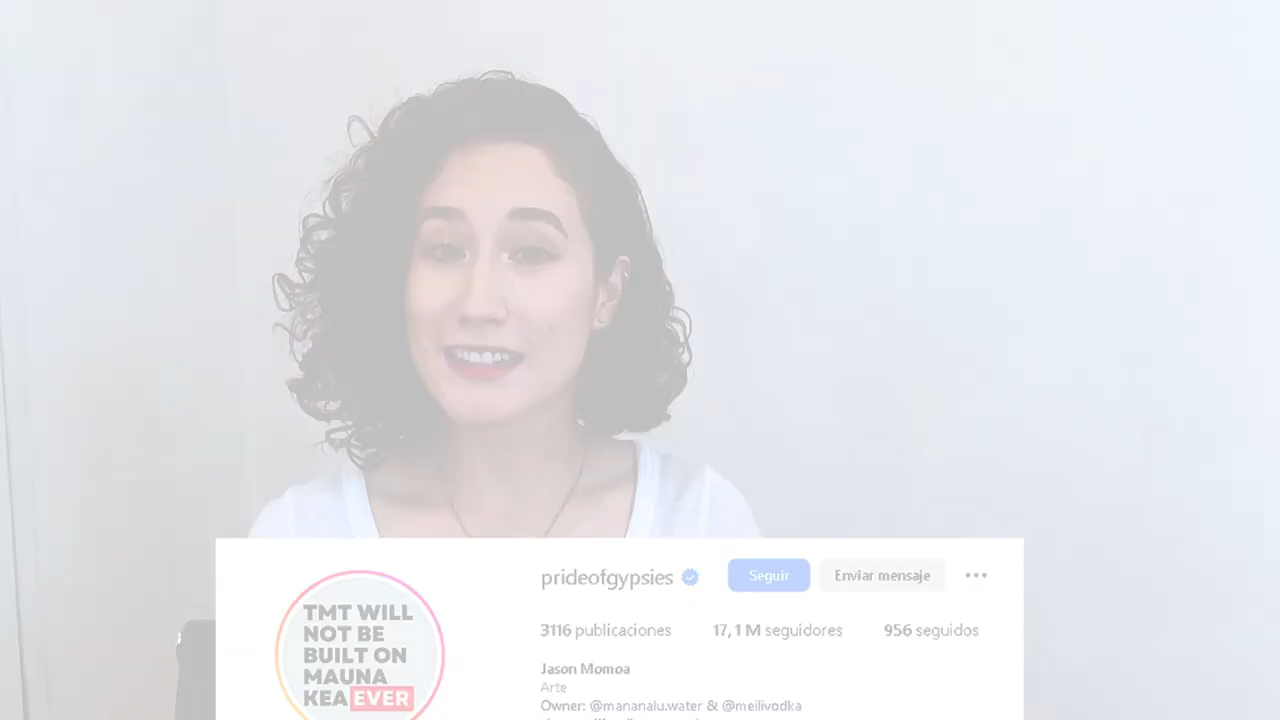 prideofgypsies
Seguir
Enviar mensaje
3116 publicaciones
17,1 M seguidores
956 seguidos
TMT WILL
NOT BE
BUILT ON
MAUNA
KEA EVER
Jason Momoa
Arte
Owner: @mananalu.water & @meilivodka